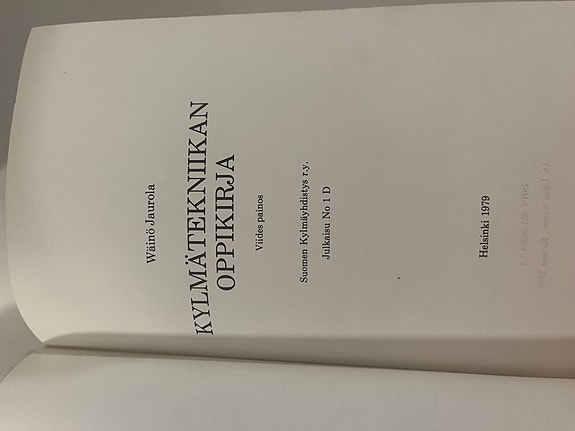 Wäinö Jaurola
KYLMÄTEKNIIKAN
OPPIKIRJA
Viides painos
Suomen Kylmäyhdistys r.y.
Julkaisu No 1 D
Helsinki 1979